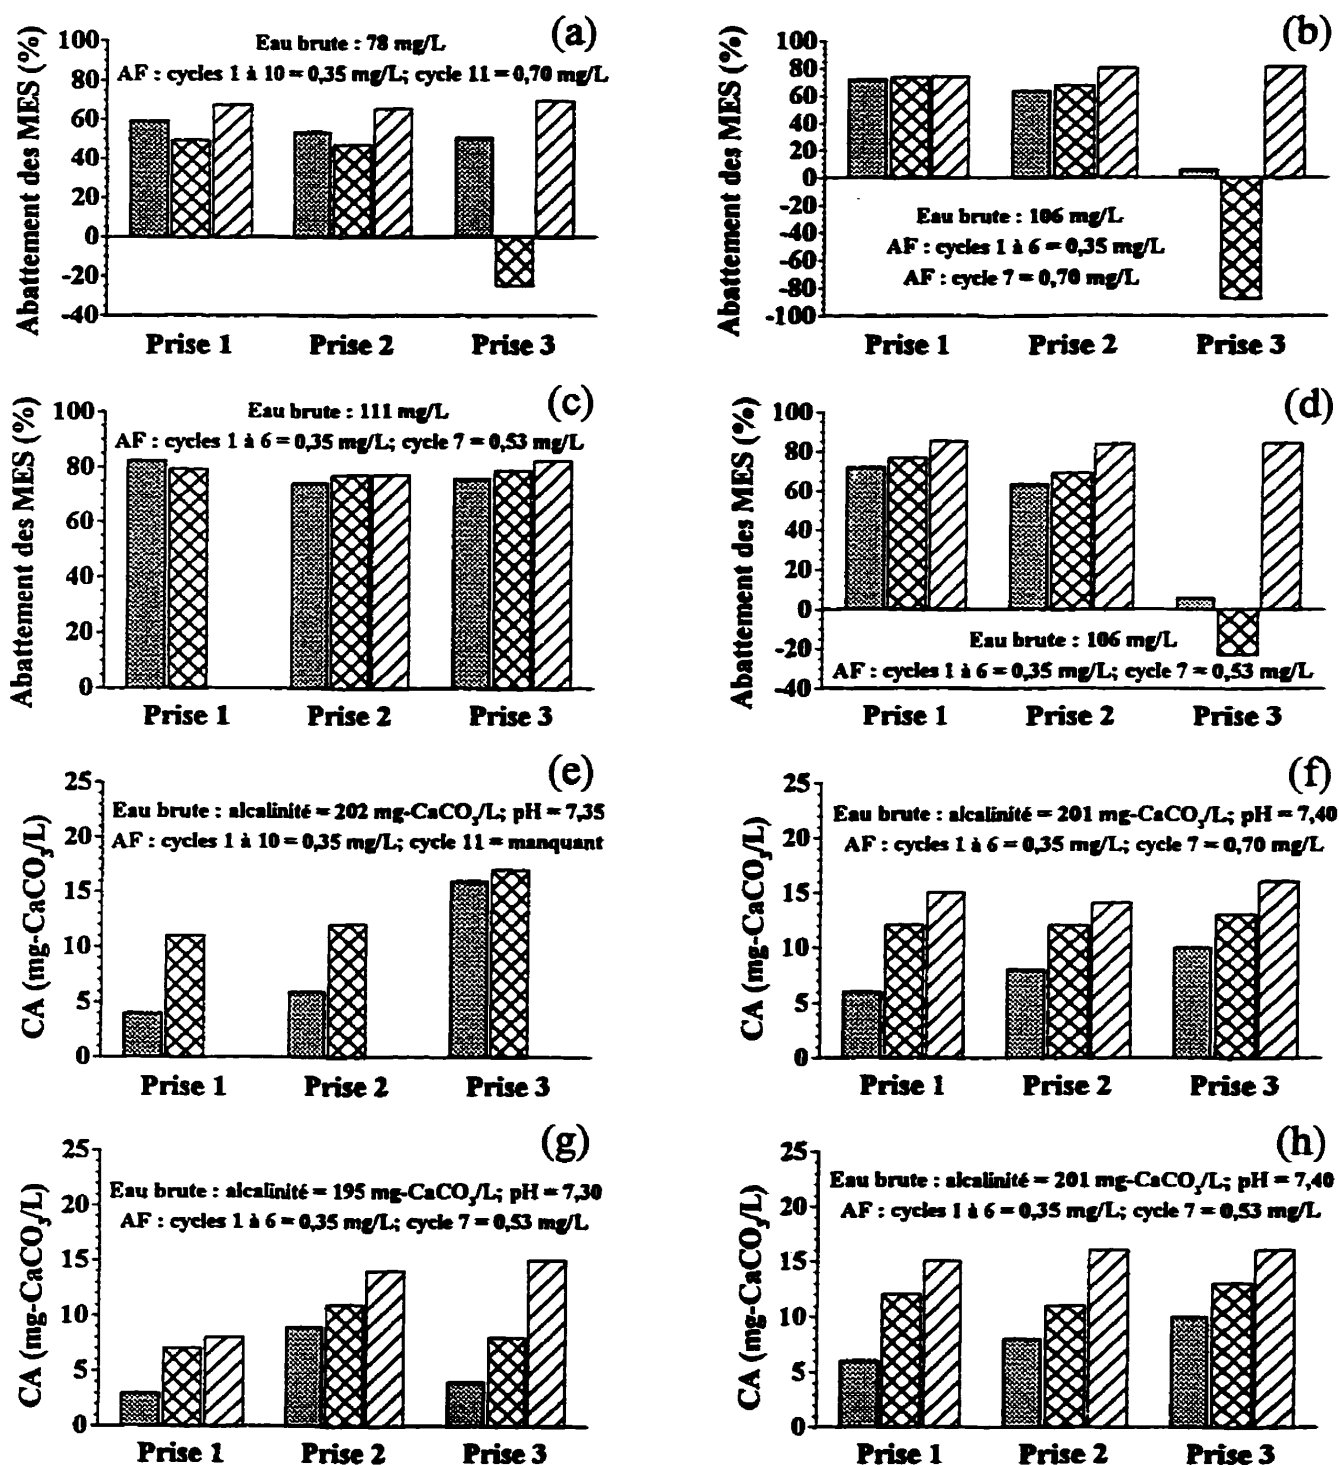 (a)
Abattement des MES (%)
100
80
60
40
20
0
-20
-40
Eau brute : 78 mg/L
AF : cycles 1 à 10 = 0,35 mg/L; cycle 11 = 0,70 mg/L
Prise 1 Prise 2 Prise 3
(b)
Abattement des MES (%)
100
80
60
40
20
0
-20
-40
-60
-80
-100
Eau brute : 106 mg/L
AF : cycles 1 à 6 = 0,35 mg/L
AF : cycle 7 = 0,70 mg/L
Prise 1 Prise 2 Prise 3
(c)
Abattement des MES (%)
100
80
60
40
20
0
Eau brute : 111 mg/L
AF : cycles 1 à 6 = 0,35 mg/L; cycle 7 = 0,53 mg/L
Prise 1 Prise 2 Prise 3
(d)
Abattement des MES (%)
100
80
60
40
20
0
-20
-40
Eau brute : 106 mg/L
AF : cycles 1 à 6 = 0,35 mg/L; cycle 7 = 0,53 mg/L
Prise 1 Prise 2 Prise 3
(e)
CA (mg-CaCO3/L)
25
20
15
10
5
0
Eau brute : alcalinité = 202 mg-CaCO3/L; pH = 7,35
AF : cycles 1 à 10 = 0,35 mg/L; cycle 11 = manquant
Prise 1 Prise 2 Prise 3
(f)
CA (mg-CaCO3/L)
25
20
15
10
5
0
Eau brute : alcalinité = 201 mg-CaCO3/L; pH = 7,40
AF : cycles 1 à 6 = 0,35 mg/L; cycle 7 = 0,70 mg/L
Prise 1 Prise 2 Prise 3
(g)
CA (mg-CaCO3/L)
25
20
15
10
5
0
Eau brute : alcalinité = 195 mg-CaCO3/L; pH = 7,30
AF : cycles 1 à 6 = 0,35 mg/L; cycle 7 = 0,53 mg/L
Prise 1 Prise 2 Prise 3
(h)
CA (mg-CaCO3/L)
25
20
15
10
5
0
Eau brute : alcalinité = 201 mg-CaCO3/L; pH = 7,40
AF : cycles 1 à 6 = 0,35 mg/L; cycle 7 = 0,53 mg/L
Prise 1 Prise 2 Prise 3